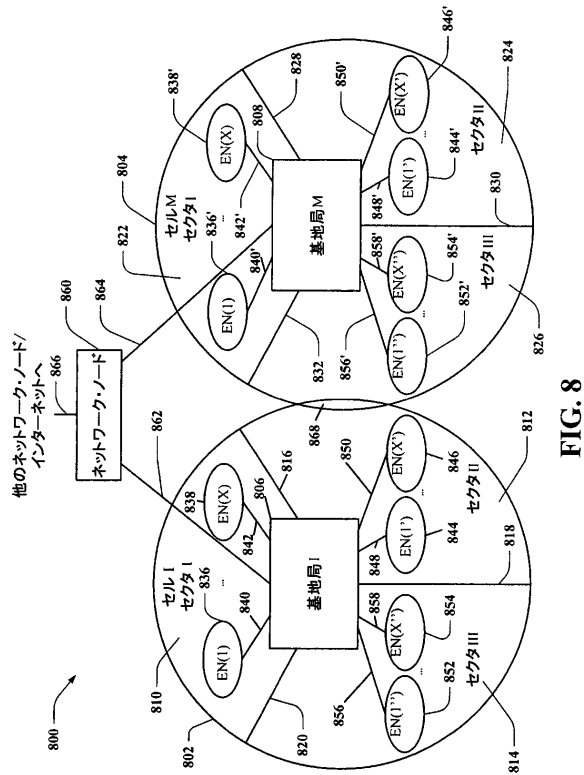 800
他のネットワーク・ノード/
インターネットへ
866
860
ネットワーク・ノード
862
864
802
810
セル I
セクタ I
836
EN(1)
840
...
838
EN(X)
842
806
820
816
基地局 I
856
858
848
850
EN(1'')
852
...
EN(X'')
854
セクタIII
814
EN(1')
844
...
EN(X')
846
セクタII
812
818
868
804
822
セル M
セクタ I
836'
EN(1)
840'
...
838'
EN(X)
842'
808
828
832
基地局 M
856'
858'
848'
850'
EN(1'')
852'
...
EN(X'')
854'
セクタIII
826
EN(1')
844'
...
EN(X')
846'
セクタII
824
830
FIG. 8